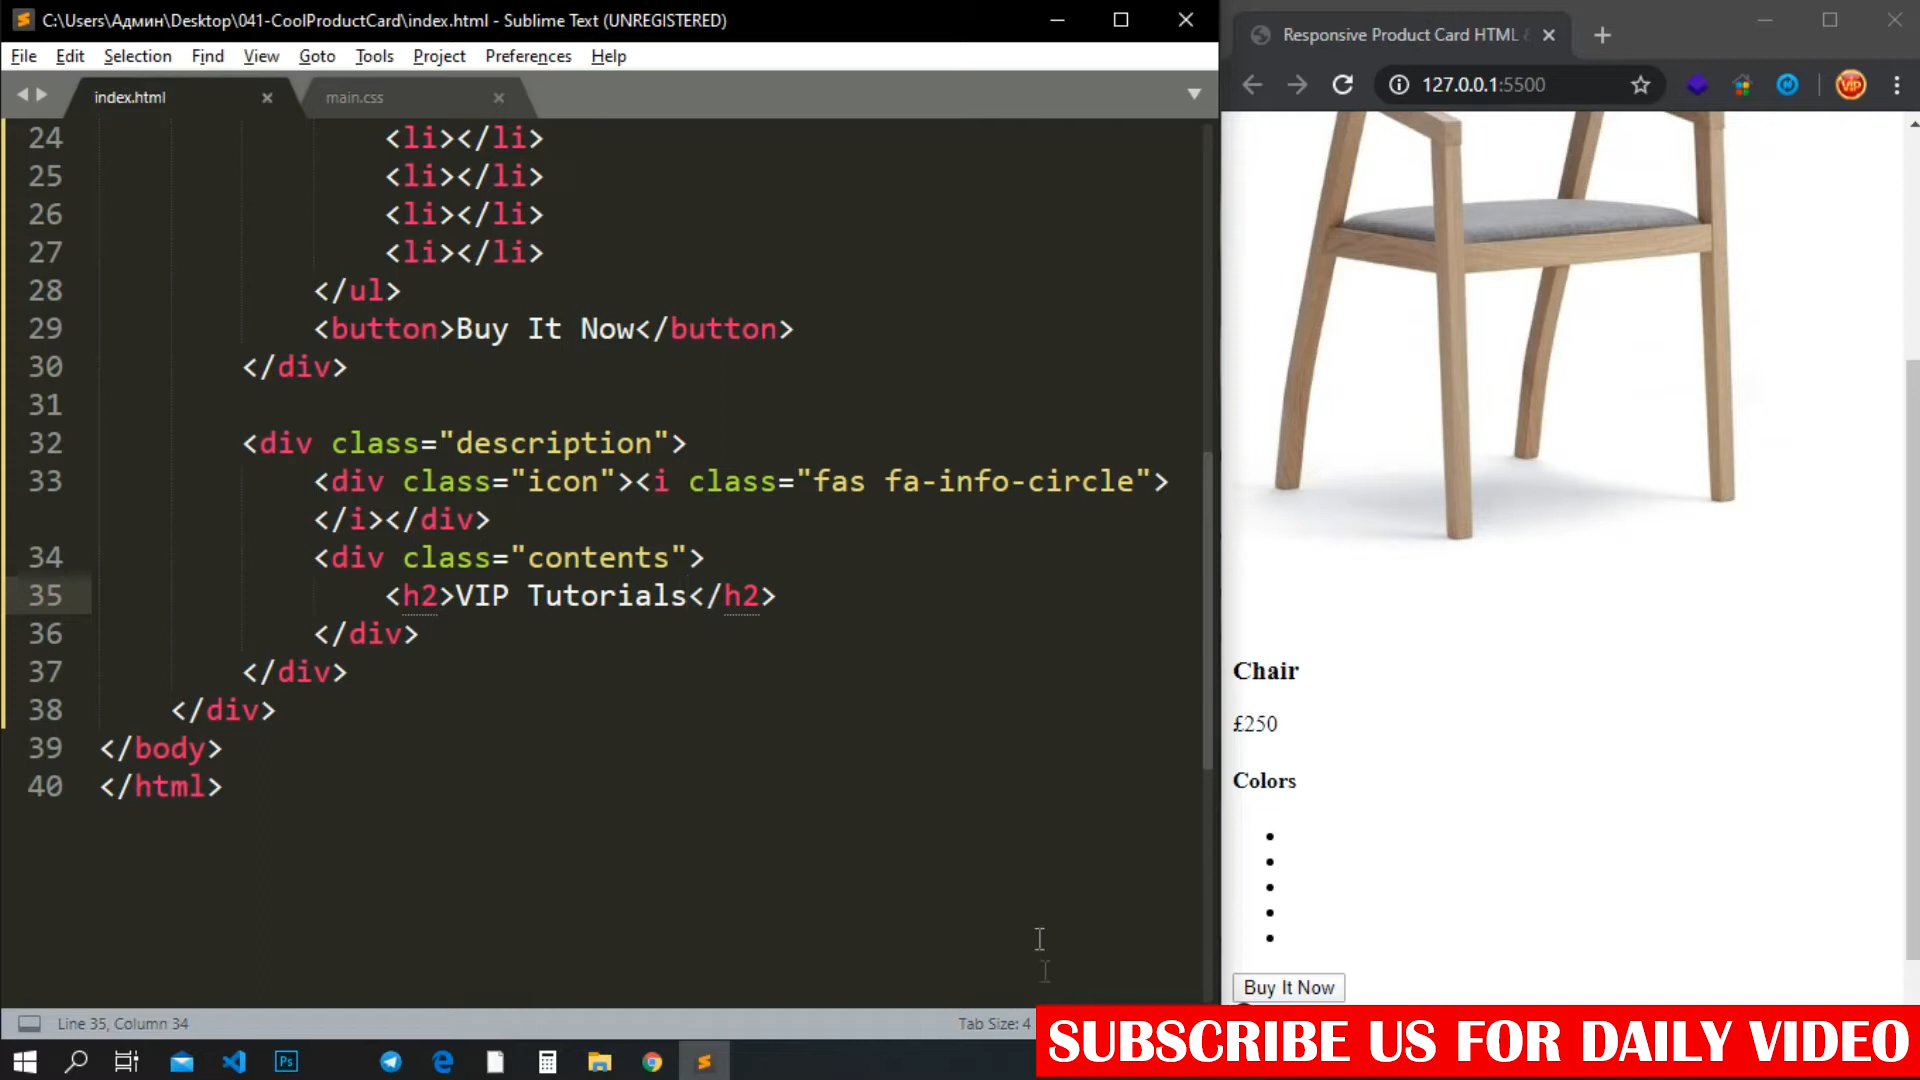 C:\Users\Админ\Desktop\041-CoolProductCard\index.html - Sublime Text (UNREGISTERED)
File Edit Selection Find View Goto Tools Project Preferences Help
index.html
main.css
24 <li></li>
25 <li></li>
26 <li></li>
27 <li></li>
28 </ul>
29 <button>Buy It Now</button>
30 </div>
31
32 <div class="description">
33 <div class="icon"><i class="fas fa-info-circle">
</i></div>
34 <div class="contents">
35 <h2>VIP Tutorials</h2>
36 </div>
37 </div>
38 </div>
39 </body>
40 </html>
Line 35, Column 34
Tab Size: 4
Responsive Product Card HTML
127.0.0.1:5500
VIP
Chair
£250
Colors
Buy It Now
SUBSCRIBE US FOR DAILY VIDEO
Ps